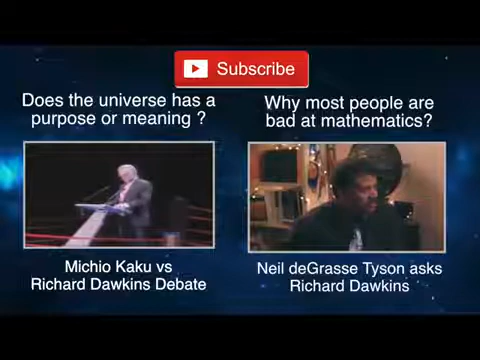 Subscribe
Does the universe has a
purpose or meaning ?
Why most people are
bad at mathematics?
Michio Kaku vs
Richard Dawkins Debate
Neil deGrasse Tyson asks
Richard Dawkins